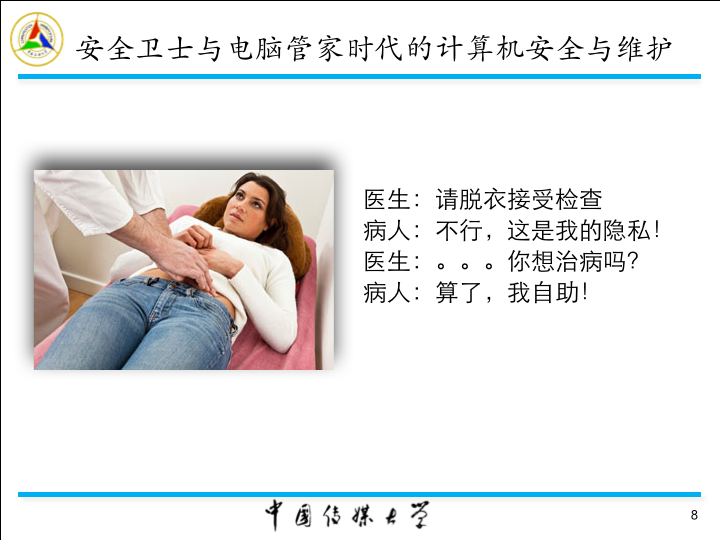 安全卫士与电脑管家时代的计算机安全与维护
医生：请脱衣接受检查
病人：不行，这是我的隐私！
医生：。。。你想治病吗？
病人：算了，我自助！
中国传媒大学
8